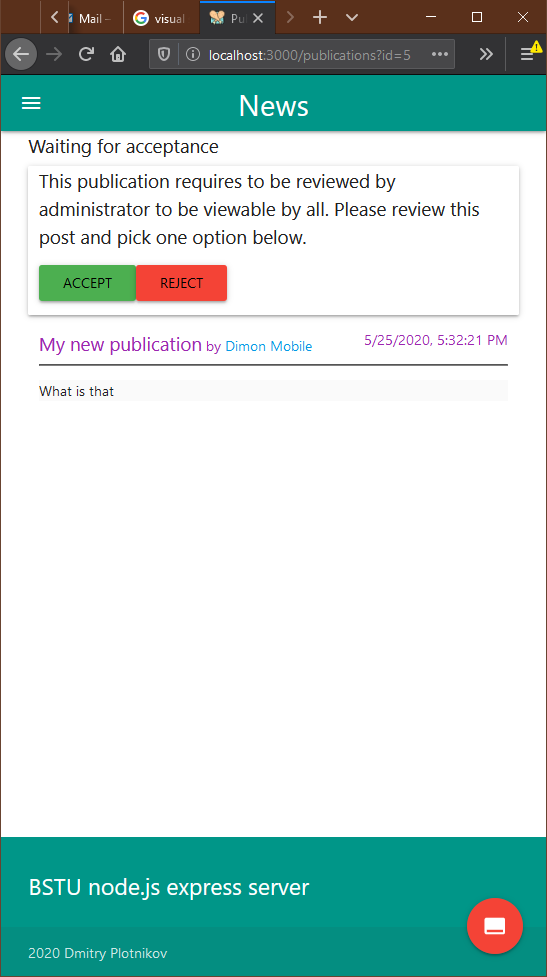 Mail –
visual
Pu
localhost:3000/publications?id=5
News
Waiting for acceptance
This publication requires to be reviewed by
administrator to be viewable by all. Please review this
post and pick one option below.
ACCEPT REJECT
My new publication by Dimon Mobile 5/25/2020, 5:32:21 PM
What is that
BSTU node.js express server
2020 Dmitry Plotnikov